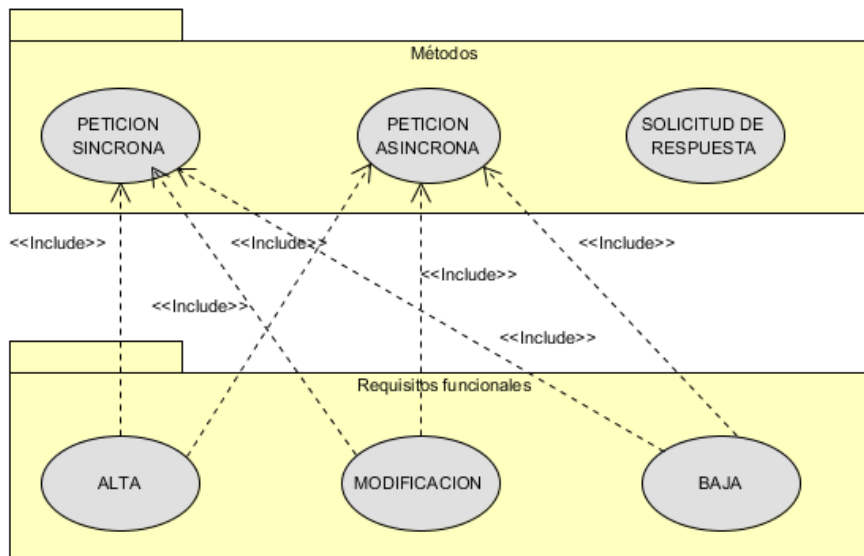 Métodos
PETICION
SINCRONA
PETICION
ASINCRONA
SOLICITUD DE
RESPUESTA
<<Include>>
<<Include>>
<<Include>>
<<Include>>
<<Include>>
<<Include>>
Requisitos funcionales
ALTA
MODIFICACION
BAJA